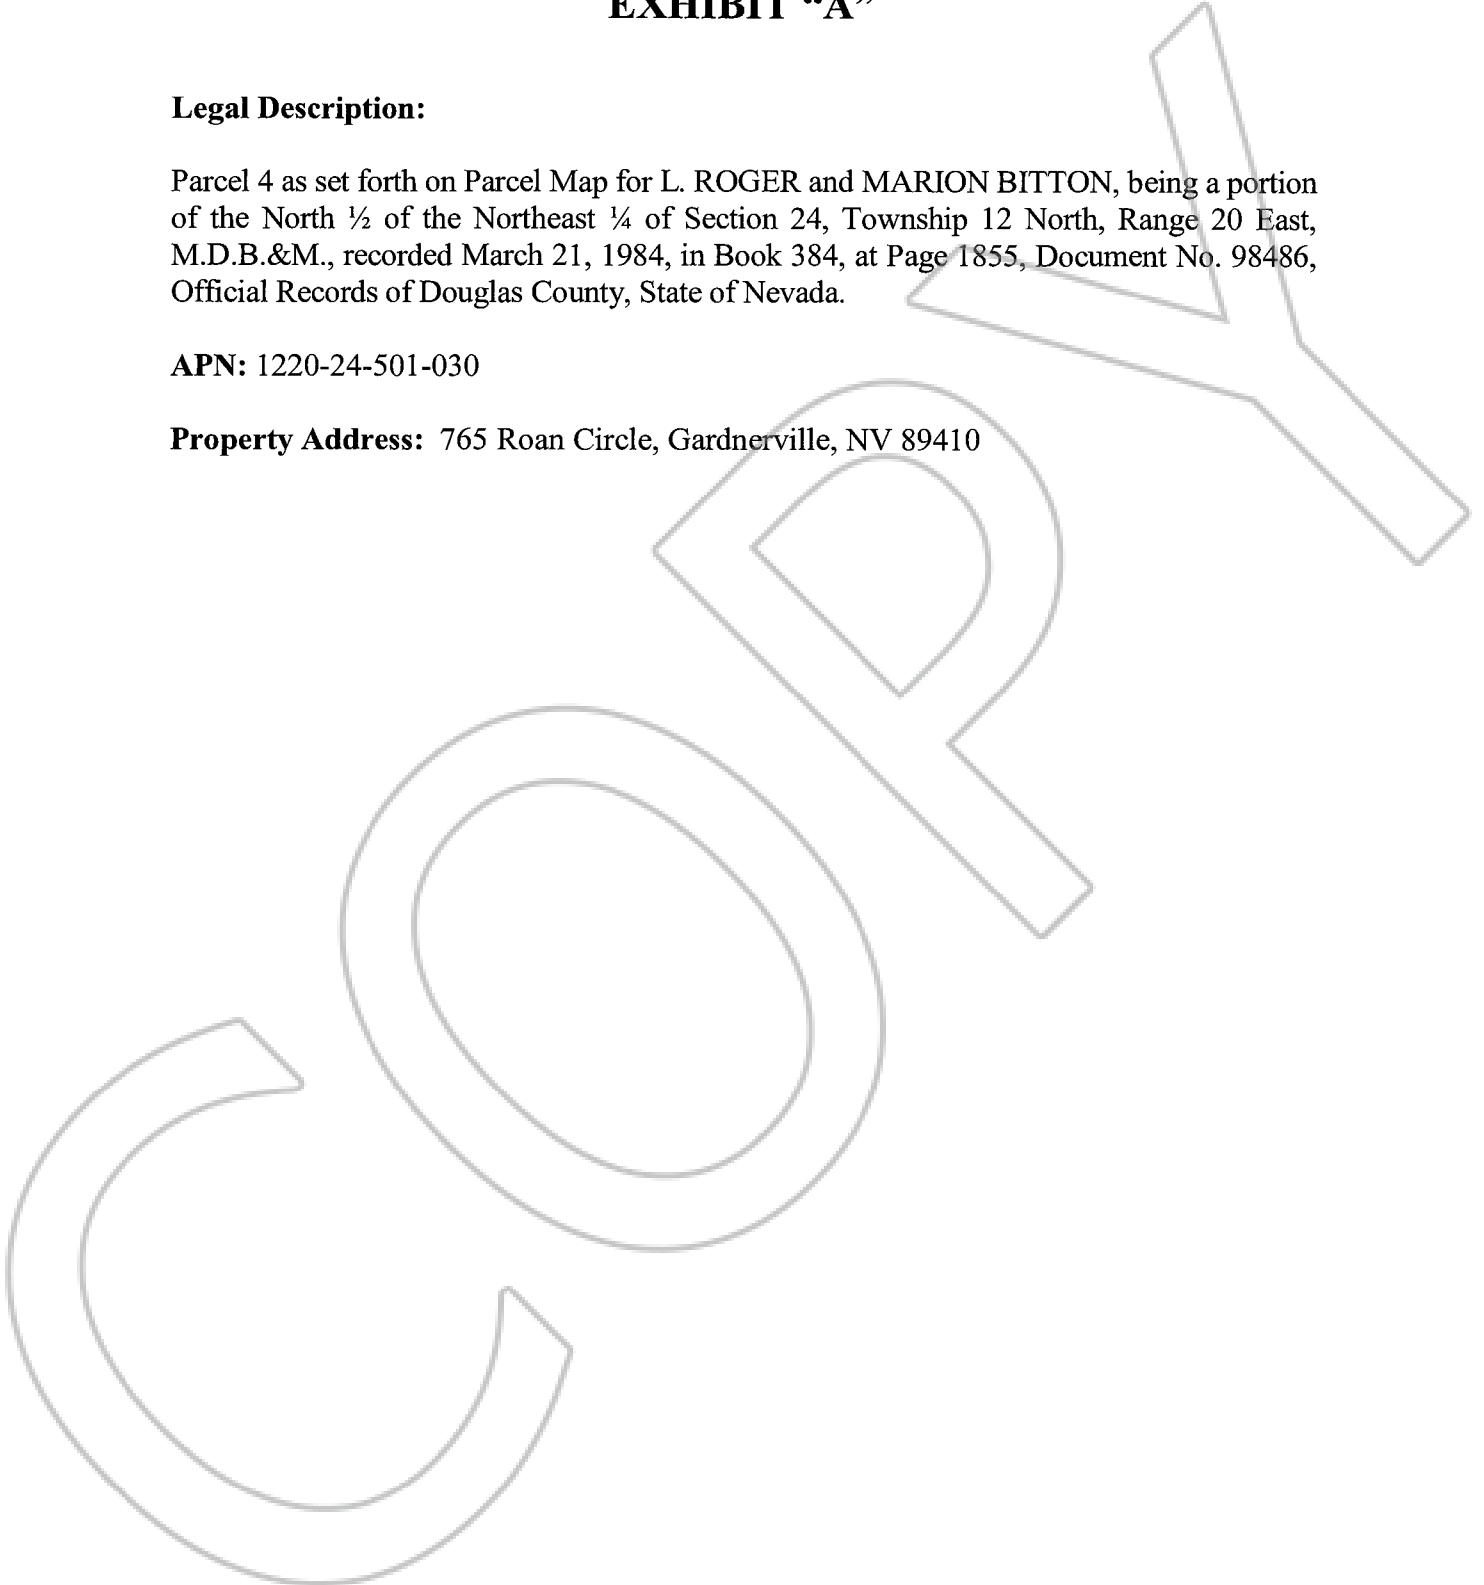 EXHIBIT “A”
Legal Description:
Parcel 4 as set forth on Parcel Map for L. ROGER and MARION BITTON, being a portion
of the North ½ of the Northeast ¼ of Section 24, Township 12 North, Range 20 East,
M.D.B.&M., recorded March 21, 1984, in Book 384, at Page 1855, Document No. 98486,
Official Records of Douglas County, State of Nevada.
APN: 1220-24-501-030
Property Address: 765 Roan Circle, Gardnerville, NV 89410
COPY